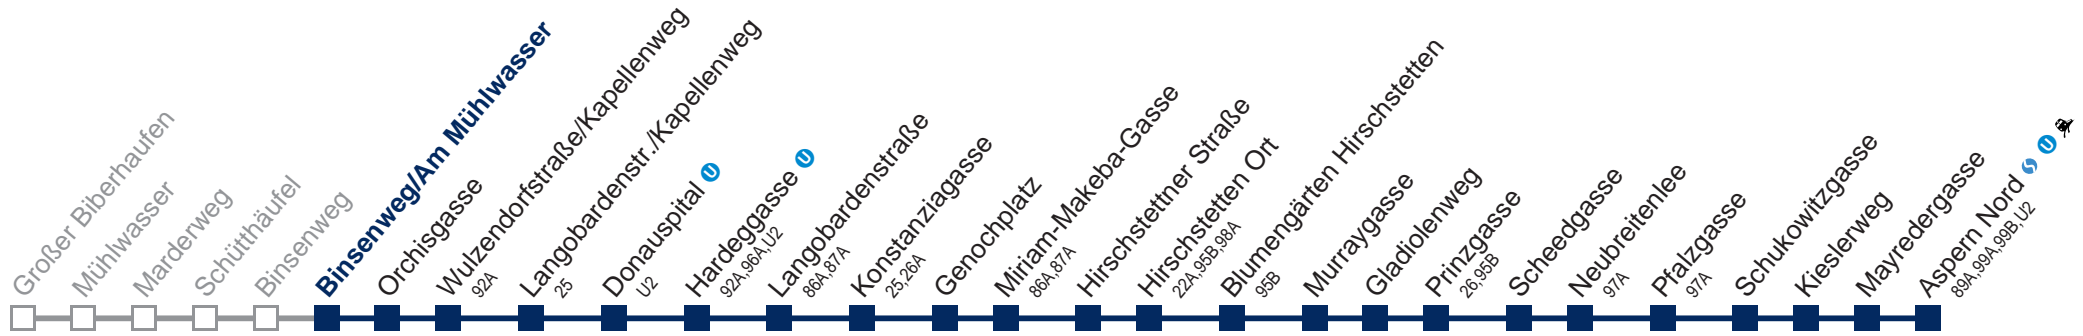 Großer Biberhaufen
Mühlwasser
Marderweg
Schütthäufel
Binsenweg
Binsenweg/Am Mühlwasser
Orchisgasse
Wulzendorfstraße/Kapellenweg
92A
Langobardenstr./Kapellenweg
25
Donauspital U
U2
Hardeggasse U
92A,96A,U2
Langobardenstraße
86A,87A
Konstanziagasse
25,26A
Genochplatz
Miriam-Makeba-Gasse
86A,87A
Hirschstettner Straße
Hirschstetten Ort
22A,95B,98A
Blumengärten Hirschstetten
95B
Murraygasse
Gladiolenweg
Prinzgasse
26,95B
Scheedgasse
Neubreitenlee
97A
Pfalzgasse
97A
Schukowitzgasse
Kieslerweg
Mayredergasse
Aspern Nord U
89A,99A,99B,U2